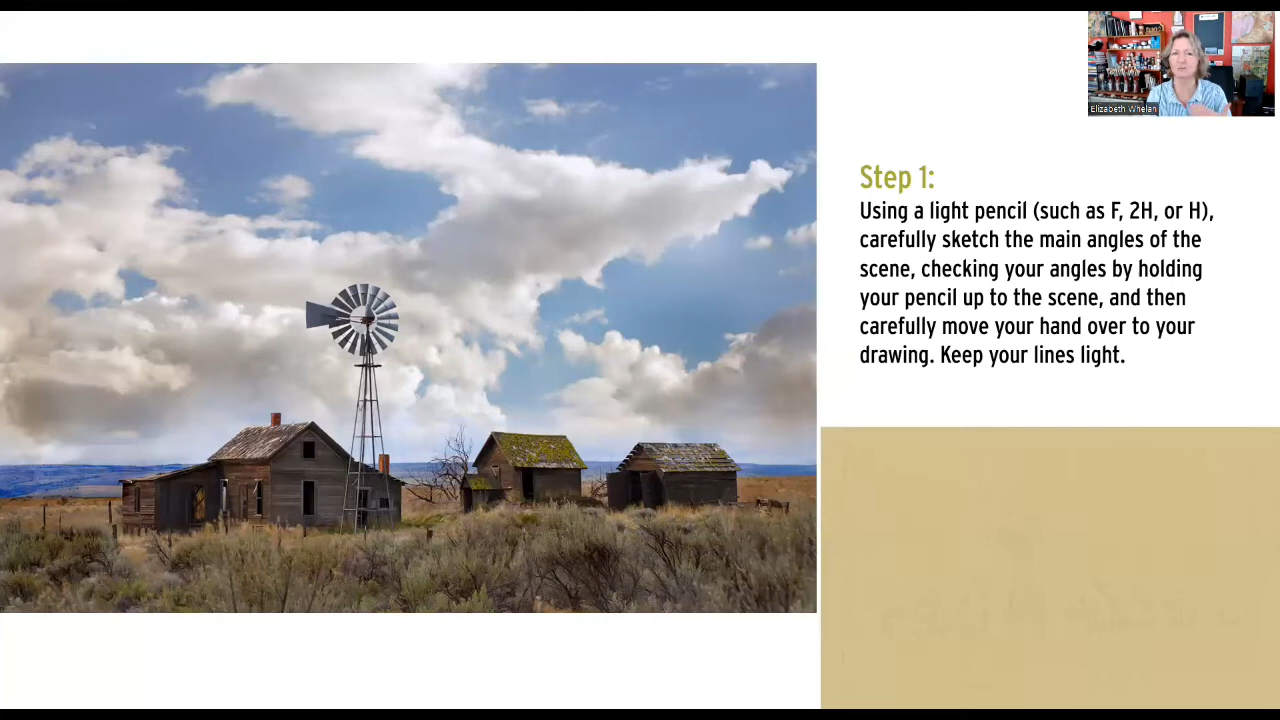 Elizabeth Whelan
Step 1:
Using a light pencil (such as F, 2H, or H),
carefully sketch the main angles of the
scene, checking your angles by holding
your pencil up to the scene, and then
carefully move your hand over to your
drawing. Keep your lines light.